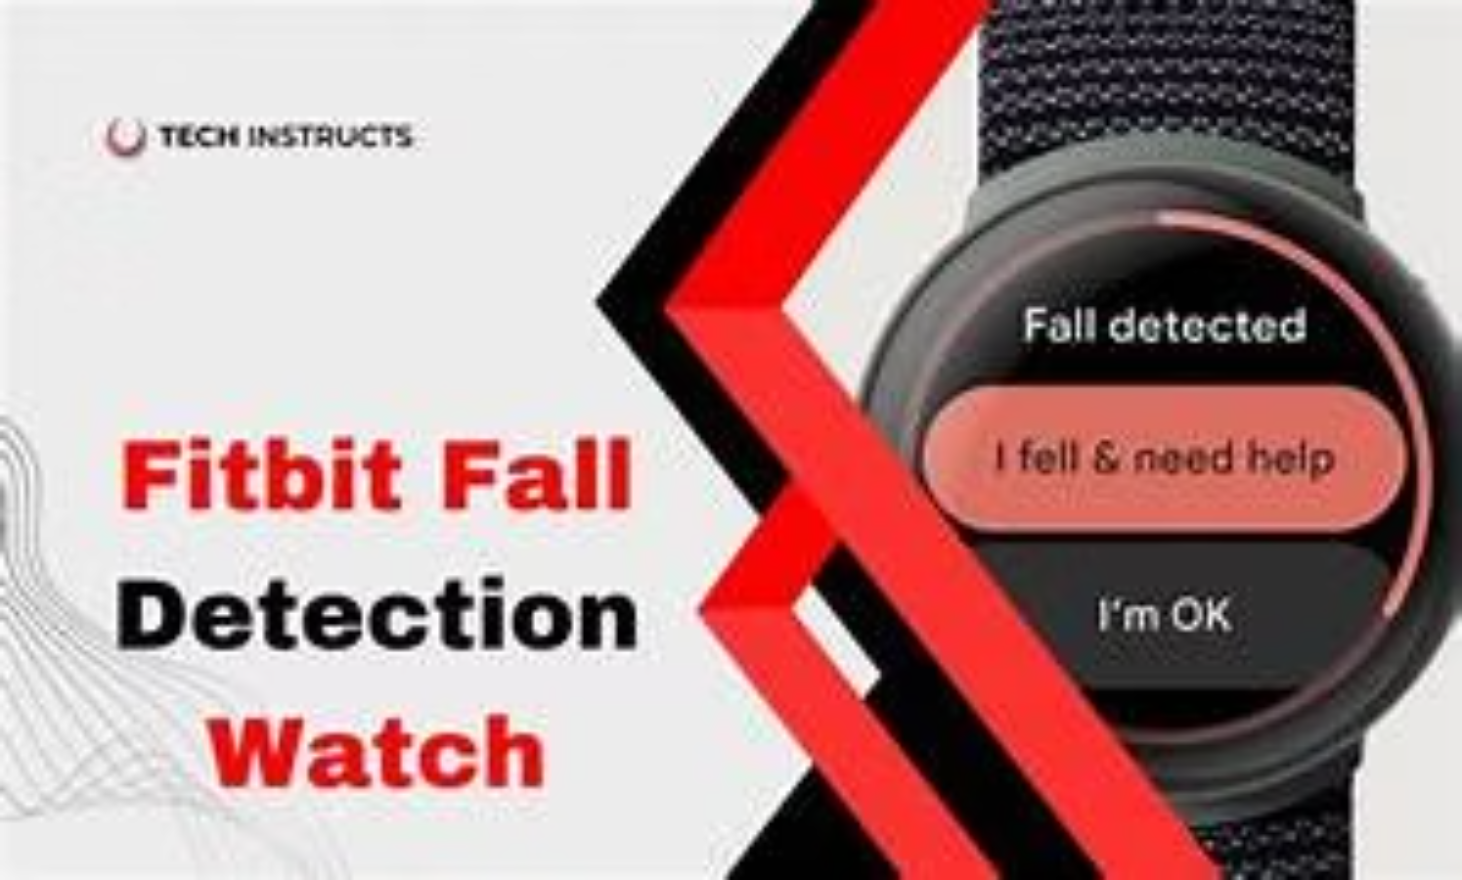 TECH INSTRUCTS
Fitbit Fall
Detection
Watch
Fall detected
I fell & need help
I'm OK